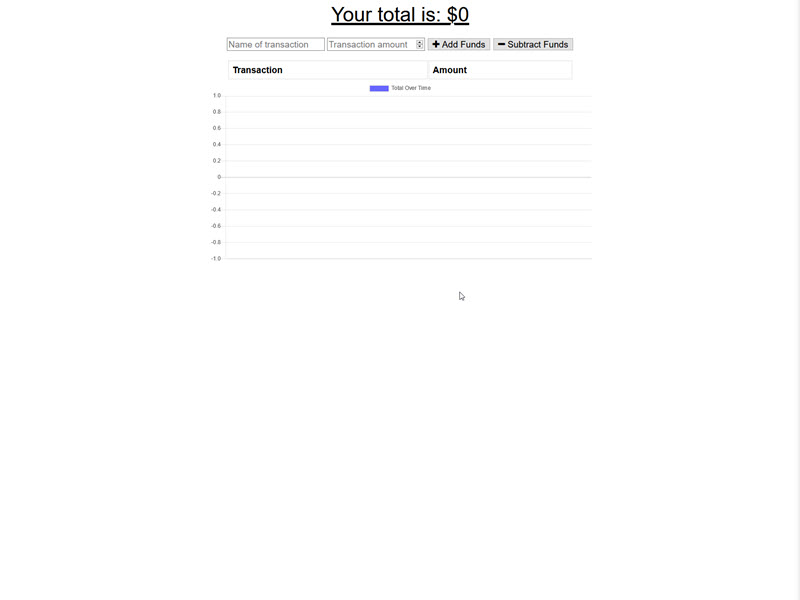 Your total is: $0
Name of transaction Transaction amount Add Funds Subtract Funds
Transaction Amount
Total Over Time
1.0
0.8
0.6
0.4
0.2
0
-0.2
-0.4
-0.6
-0.8
-1.0